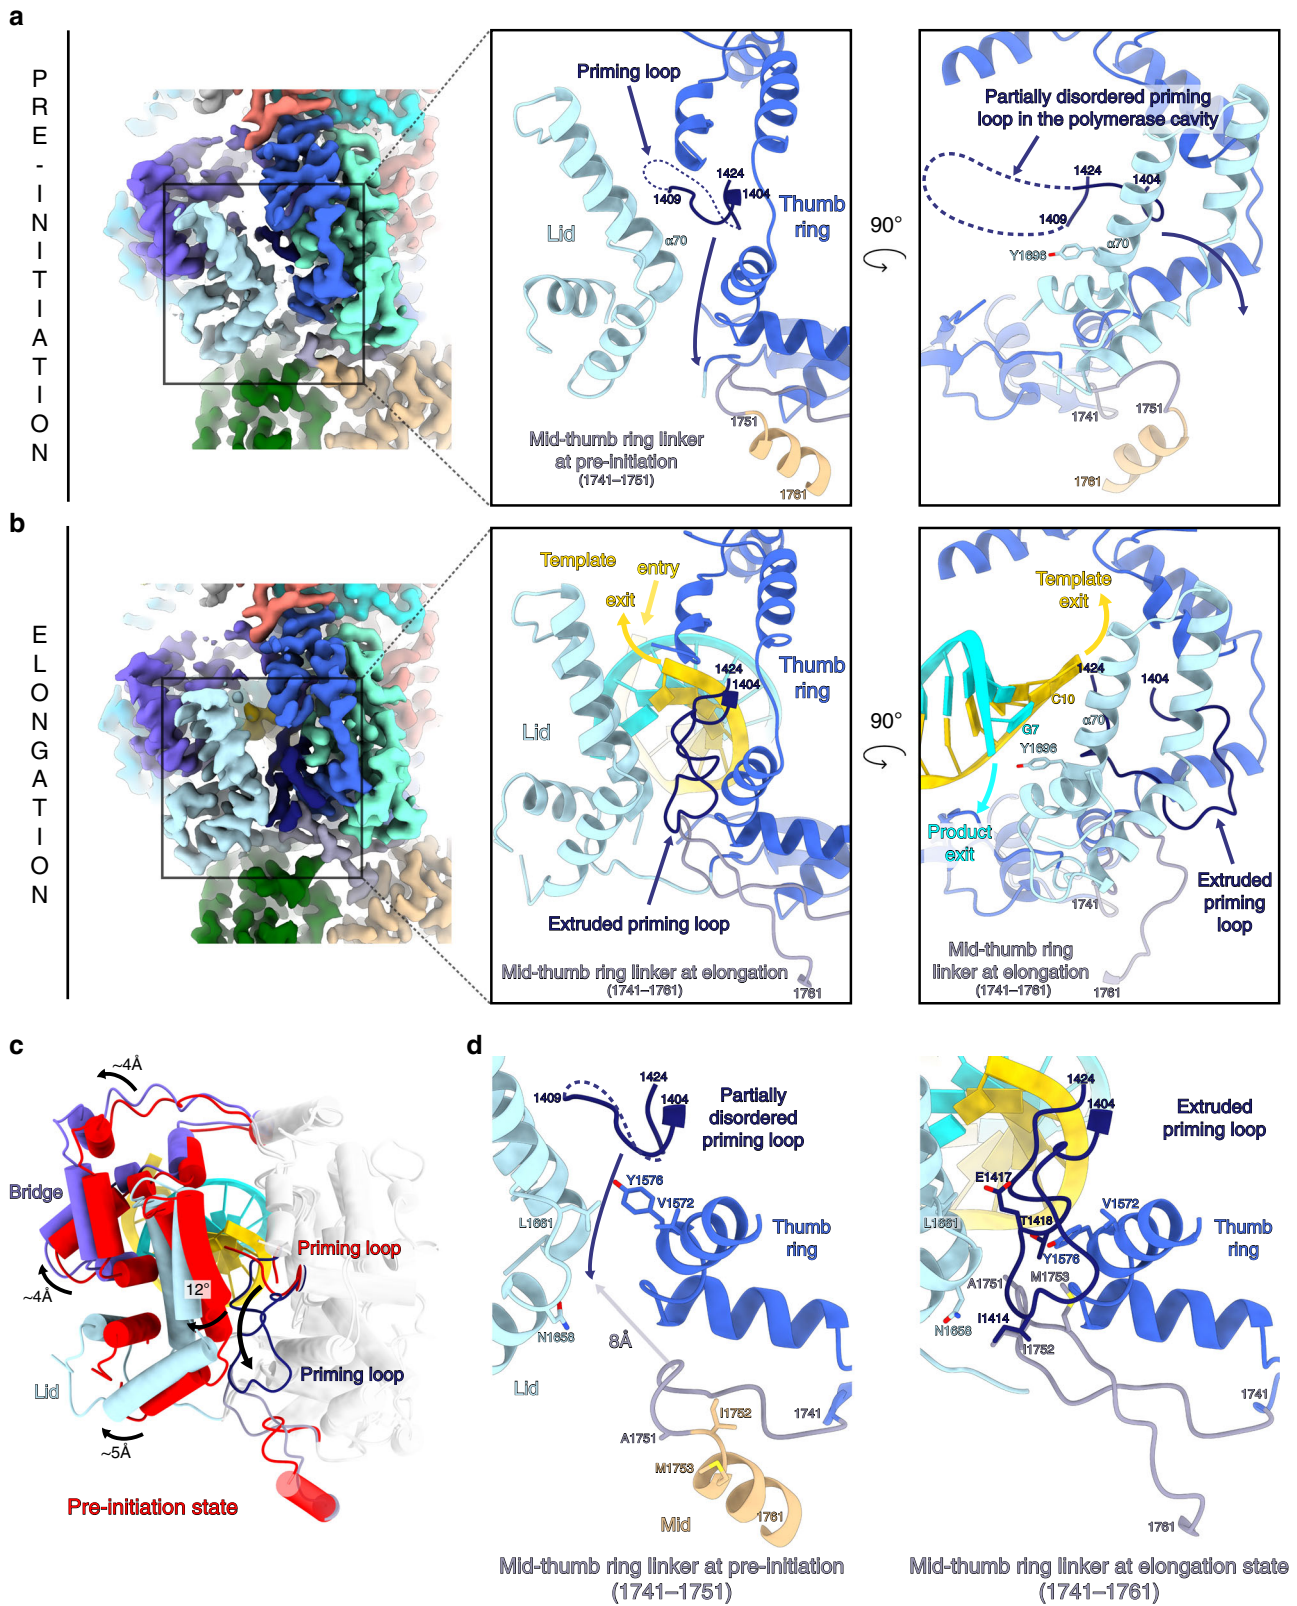 a
PRE-INITIATION
Priming loop
1424
1404
1409
Lid
α70
Thumb
ring
1751
Mid-thumb ring linker
at pre-initiation
(1741–1751)
1761
90°
Partially disordered priming
loop in the polymerase cavity
1424
1404
1409
Y1696
α70
1741
1751
1761
b
ELONGATION
Template
entry
exit
1424
1404
Thumb
ring
Lid
Extruded priming loop
Mid-thumb ring linker at elongation
(1741–1761)
1761
90°
Template
exit
1424
1404
C10
α70
G7
Y1696
Product
exit
Extruded
priming
loop
1741
Mid-thumb ring
linker at elongation
(1741–1761)
1761
c
~4Å
Bridge
Priming loop
12°
~4Å
Priming loop
Lid
~5Å
Pre-initiation state
d
1424
1409
1404
Partially
disordered
priming loop
Y1576
V1572
L1661
Thumb
ring
N1658
8Å
Lid
I1752
1741
A1751
M1753
1761
Mid
Mid-thumb ring linker at pre-initiation
(1741–1751)
1424
1404
Extruded
priming loop
E1417
L1661
T1418
V1572
Thumb
ring
Y1576
A1751
M1753
N1658
I1414
I1752
1741
1761
Mid-thumb ring linker at elongation state
(1741–1761)